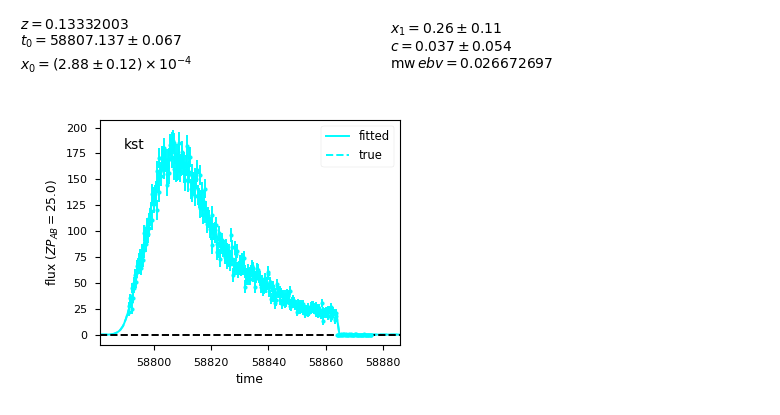 z = 0.13332003
t0 = 58807.137 ± 0.067
x0 = (2.88 ± 0.12) × 10^−4
x1 = 0.26 ± 0.11
c = 0.037 ± 0.054
mw ebv = 0.026672697
kst
fitted
true
200
175
150
125
100
75
50
25
0
flux (ZP_AB = 25.0)
58800 58820 58840 58860 58880
time